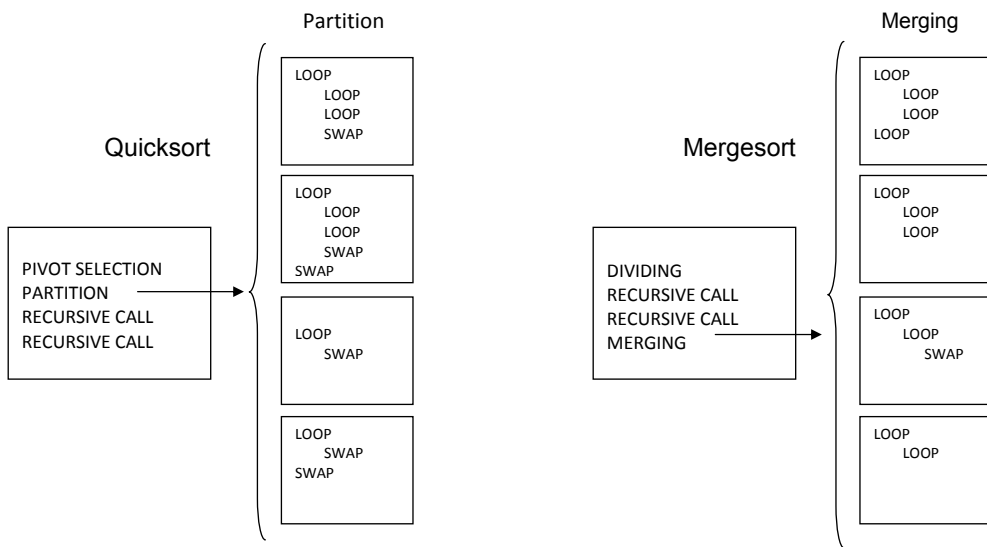 Quicksort
PIVOT SELECTION
PARTITION
RECURSIVE CALL
RECURSIVE CALL
Partition
LOOP
LOOP
LOOP
SWAP
LOOP
LOOP
LOOP
SWAP
SWAP
LOOP
SWAP
LOOP
SWAP
SWAP
Mergesort
DIVIDING
RECURSIVE CALL
RECURSIVE CALL
MERGING
Merging
LOOP
LOOP
LOOP
LOOP
LOOP
LOOP
LOOP
LOOP
LOOP
SWAP
LOOP
LOOP